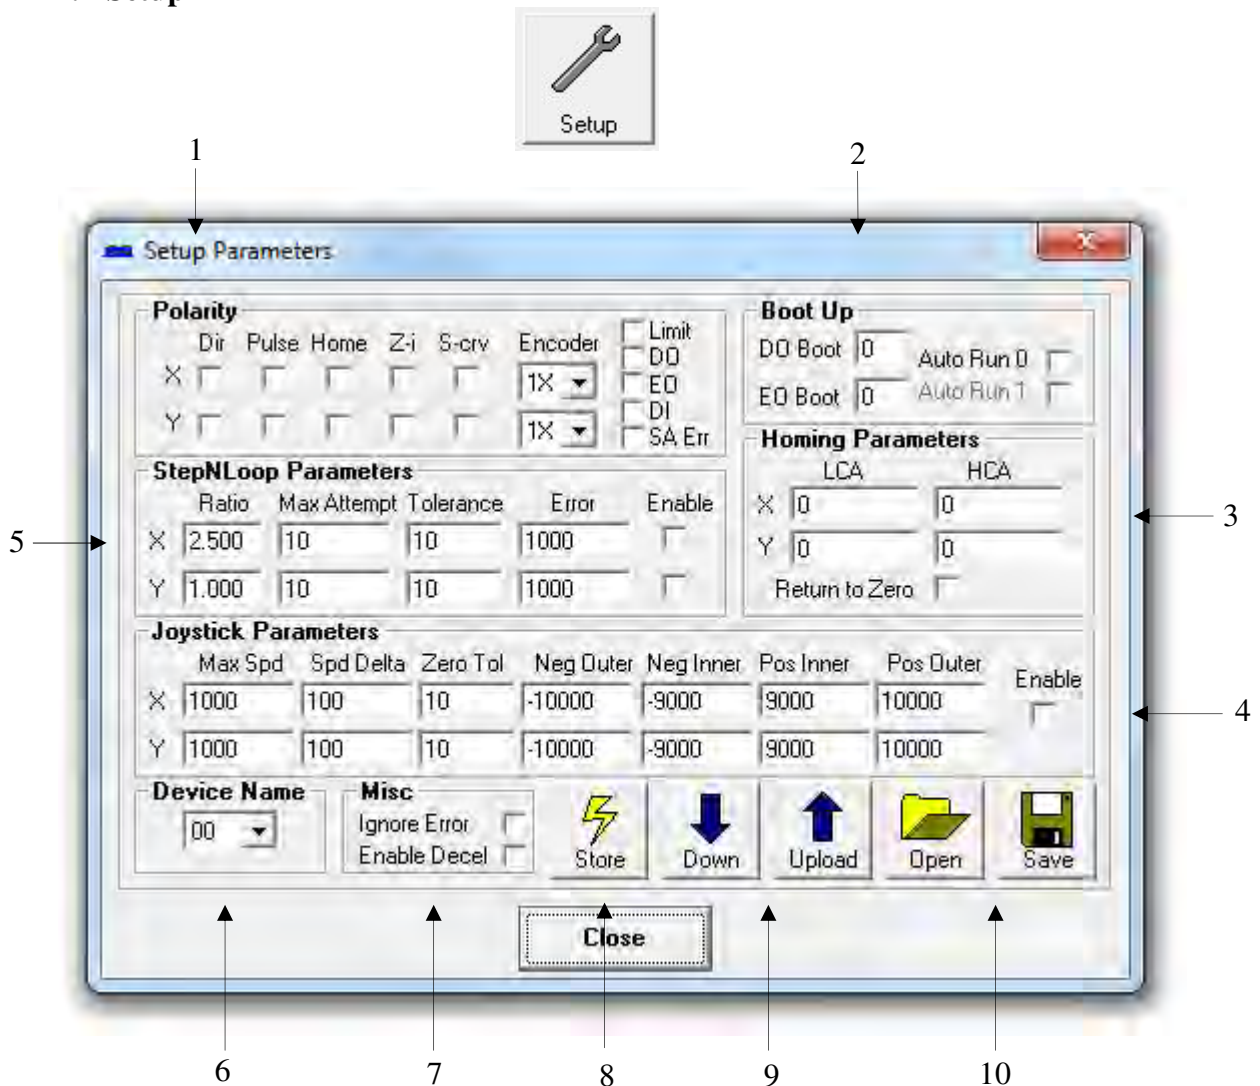 Setup
Setup
1
2
Setup Parameters
x
Polarity
Dir Pulse Home Z-i S-crv Encoder
X 1X
Y 1X
Limit
DO
EO
DI
SA Err
Boot Up
DO Boot 0 Auto Run 0
EO Boot 0 Auto Run 1
Homing Parameters
LCA HCA
X 0 0
Y 0 0
Return to Zero
3
StepNLoop Parameters
Ratio Max Attempt Tolerance Error Enable
5
X 2.500 10 10 1000
Y 1.000 10 10 1000
Joystick Parameters
Max Spd Spd Delta Zero Tol Neg Outer Neg Inner Pos Inner Pos Outer Enable
X 1000 100 10 -10000 -9000 9000 10000
4
Y 1000 100 10 -10000 -9000 9000 10000
Device Name
00
Misc
Ignore Error
Enable Decel
Store Down Upload Open Save
Close
6 7 8 9 10